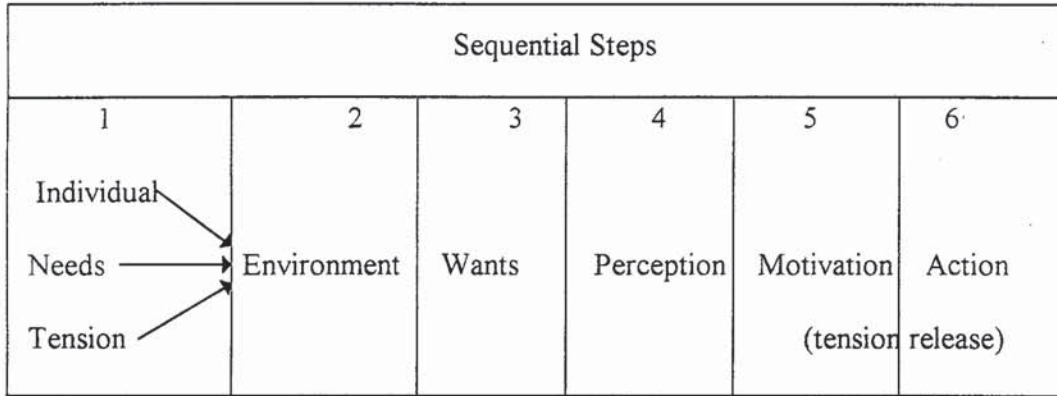 Sequential Steps
1 2 3 4 5 6
Individual
Needs Environment Wants Perception Motivation Action
Tension (tension release)